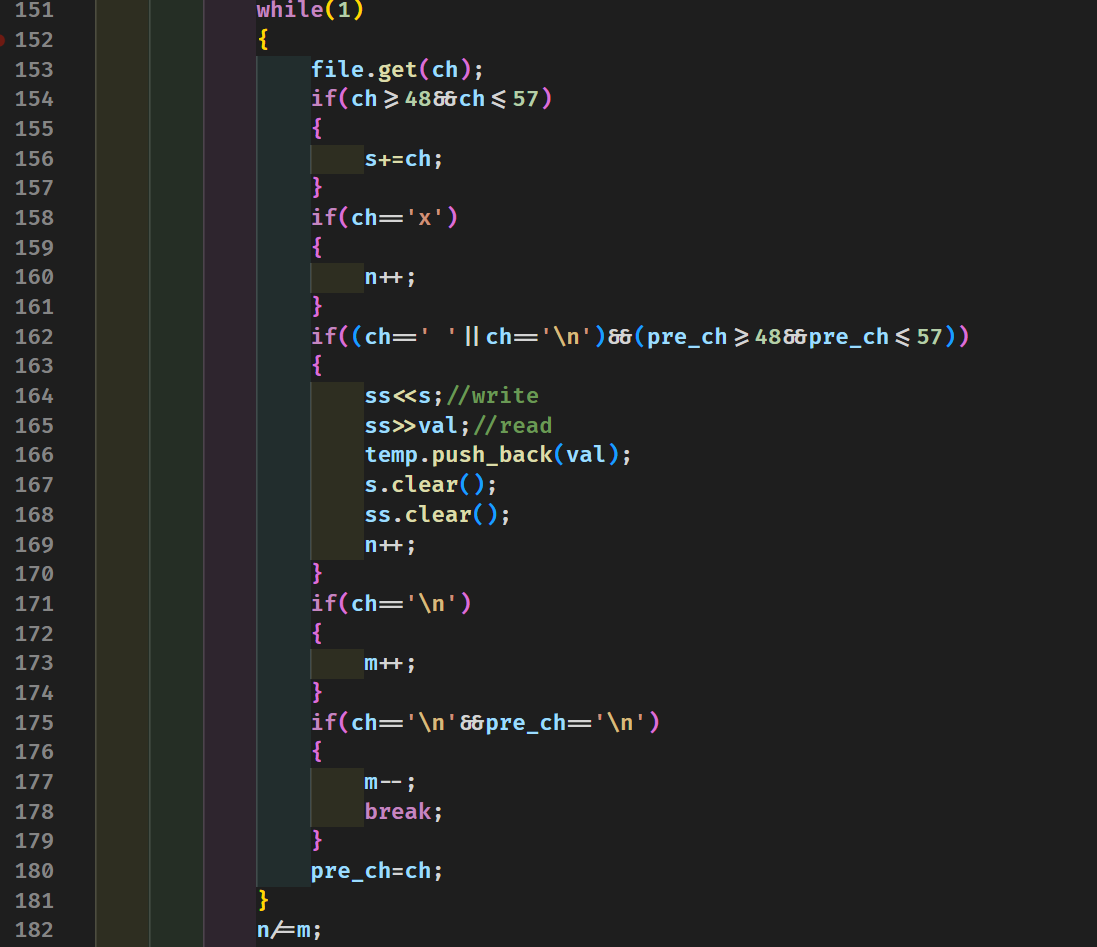 151 while(1)
152 {
153 file.get(ch);
154 if(ch>=48&&ch<=57)
155 {
156 s+=ch;
157 }
158 if(ch=='x')
159 {
160 n++;
161 }
162 if((ch==' '||ch=='\n')&&(pre_ch>=48&&pre_ch<=57))
163 {
164 ss<<s;//write
165 ss>>val;//read
166 temp.push_back(val);
167 s.clear();
168 ss.clear();
169 n++;
170 }
171 if(ch=='\n')
172 {
173 m++;
174 }
175 if(ch=='\n'&&pre_ch=='\n')
176 {
177 m--;
178 break;
179 }
180 pre_ch=ch;
181 }
182 n/=m;